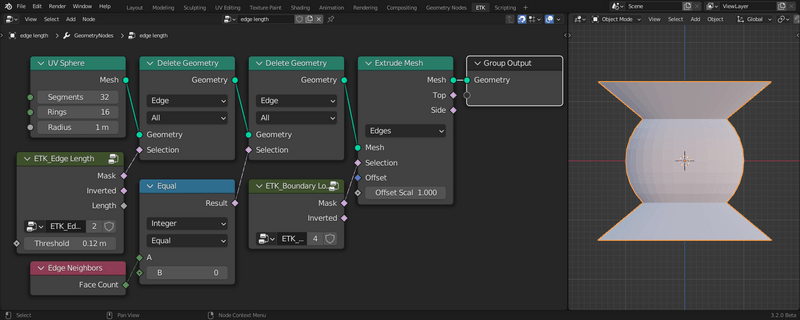 File Edit Render Window Help Layout Modeling Sculpting UV Editing Texture Paint Shading Animation Rendering Compositing Geometry Nodes ETK Scripting Scene ViewLayer
View Select Add Node edge length Object Mode View Select Add Object
edge length > GeometryNodes > edge length
UV Sphere
Mesh
Segments 32
Rings 16
Radius 1 m
Delete Geometry
Geometry
Edge
All
Geometry
Selection
Delete Geometry
Geometry
Edge
All
Geometry
Selection
Extrude Mesh
Mesh
Top
Side
Edges
Mesh
Selection
Offset
Offset Scal 1.000
Group Output
Geometry
ETK_Edge Length
Mask
Inverted
Length
ETK_Ed... 2
Threshold 0.12 m
Equal
Result
Integer
Equal
A
B 0
ETK_Boundary Lo...
Mask
Inverted
ETK_... 4
Edge Neighbors
Face Count
Select Pan View Node Context Menu 3.2.0 Beta